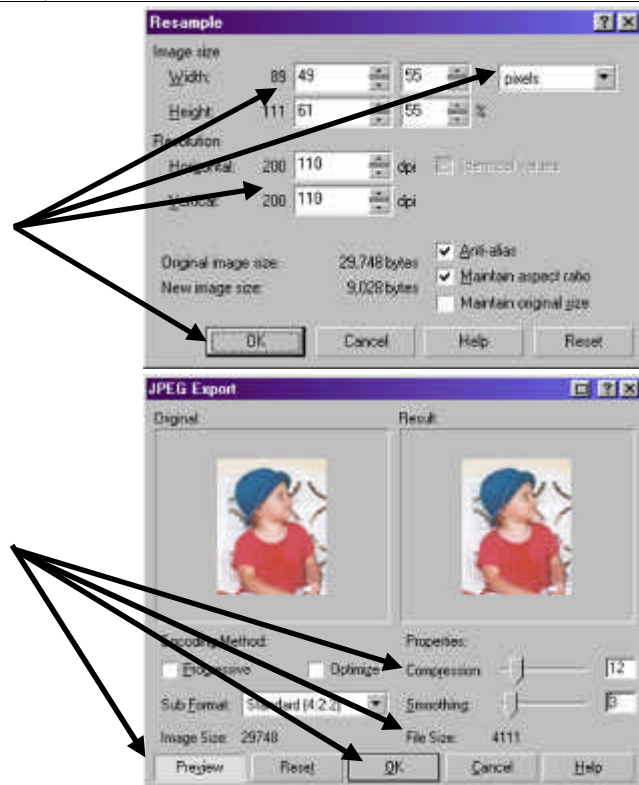 Resample
Image size
Width: 89 49 55 pixels
Height: 111 61 55 %
Resolution
Horizontal: 200 110 dpi Identical values
Vertical: 200 110 dpi
Anti-alias
Original image size: 29,748 bytes Maintain aspect ratio
New image size: 9,028 bytes
Maintain original size
OK Cancel Help Reset
JPEG Export
Original: Result:
Encoding Method: Properties:
Progressive Optimize Compression: 12
Sub Format: Standard (4:2:2) Smoothing:
Image Size: 29748 File Size: 4111
Preview Reset OK Cancel Help